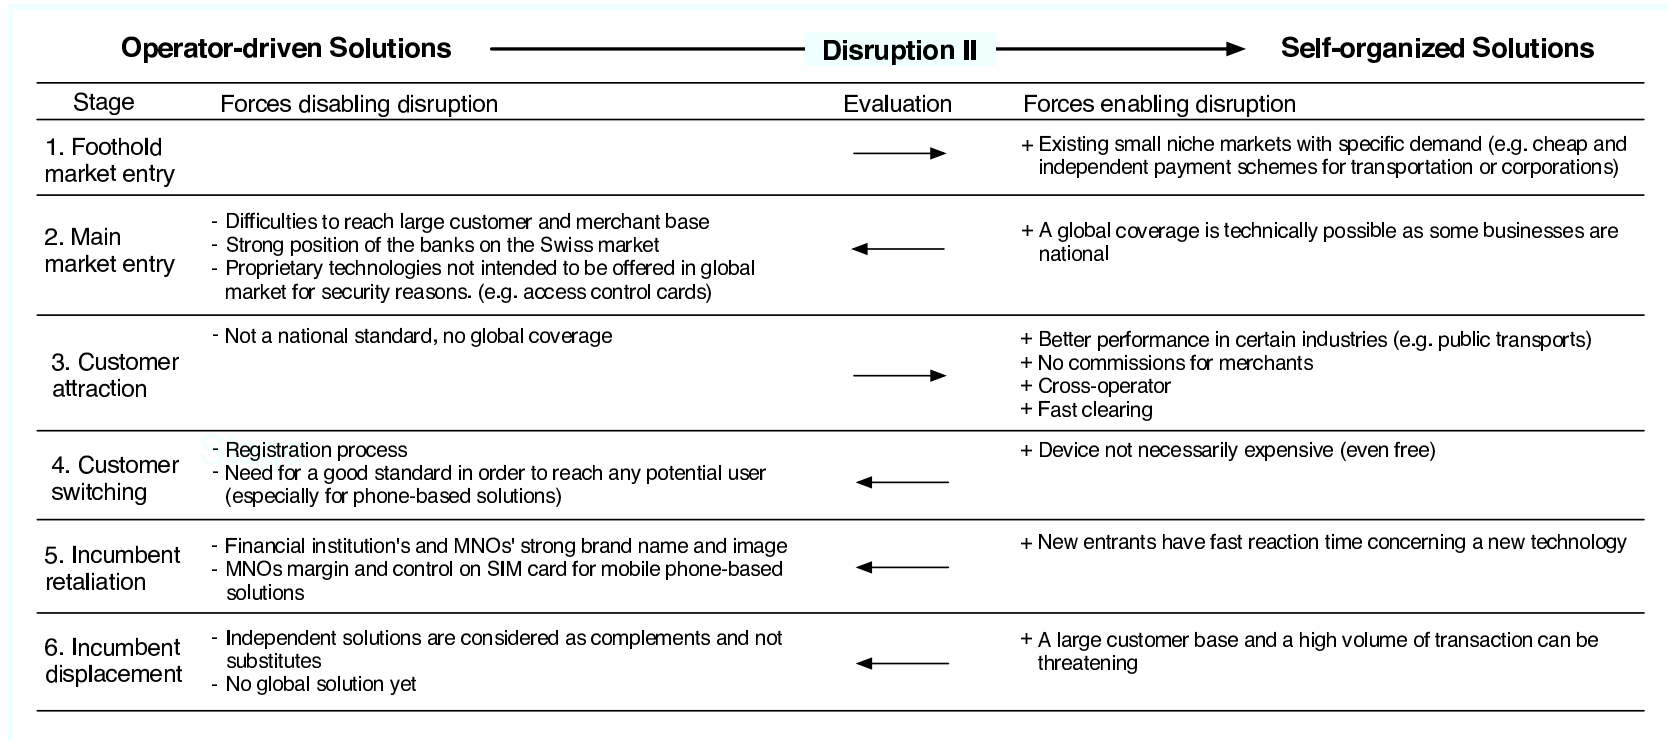 Operator-driven Solutions Disruption II Self-organized Solutions
Stage Forces disabling disruption Evaluation Forces enabling disruption
1. Foothold
market entry
+ Existing small niche markets with specific demand (e.g. cheap and
independent payment schemes for transportation or corporations)
2. Main
market entry
- Difficulties to reach large customer and merchant base
- Strong position of the banks on the Swiss market
- Proprietary technologies not intended to be offered in global
market for security reasons. (e.g. access control cards)
+ A global coverage is technically possible as some businesses are
national
3. Customer
attraction
- Not a national standard, no global coverage
+ Better performance in certain industries (e.g. public transports)
+ No commissions for merchants
+ Cross-operator
+ Fast clearing
4. Customer
switching
- Registration process
- Need for a good standard in order to reach any potential user
(especially for phone-based solutions)
+ Device not necessarily expensive (even free)
5. Incumbent
retaliation
- Financial institution's and MNOs' strong brand name and image
- MNOs margin and control on SIM card for mobile phone-based
solutions
+ New entrants have fast reaction time concerning a new technology
6. Incumbent
displacement
- Independent solutions are considered as complements and not
substitutes
- No global solution yet
+ A large customer base and a high volume of transaction can be
threatening